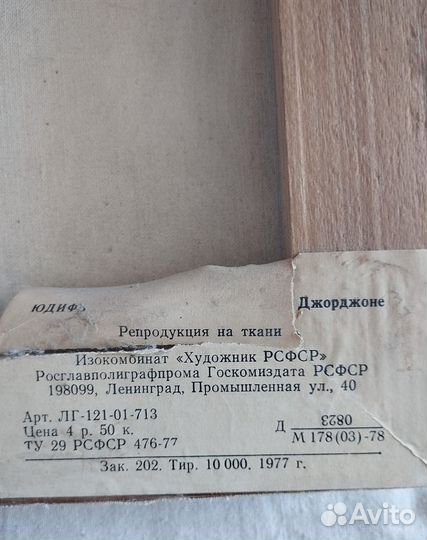 ЮДИФЬ Джорджоне
Репродукция на ткани
Изокомбинат «Художник РСФСР»
Росглавполиграфпрома Госкомиздата РСФСР
198099, Ленинград, Промышленная ул., 40
Арт. ЛГ-121-01-713
Цена 4 р. 50 к.
ТУ 29 РСФСР 476-77
Д 0823
М 178(03)-78
Зак. 202. Тир. 10 000. 1977 г.
Avito